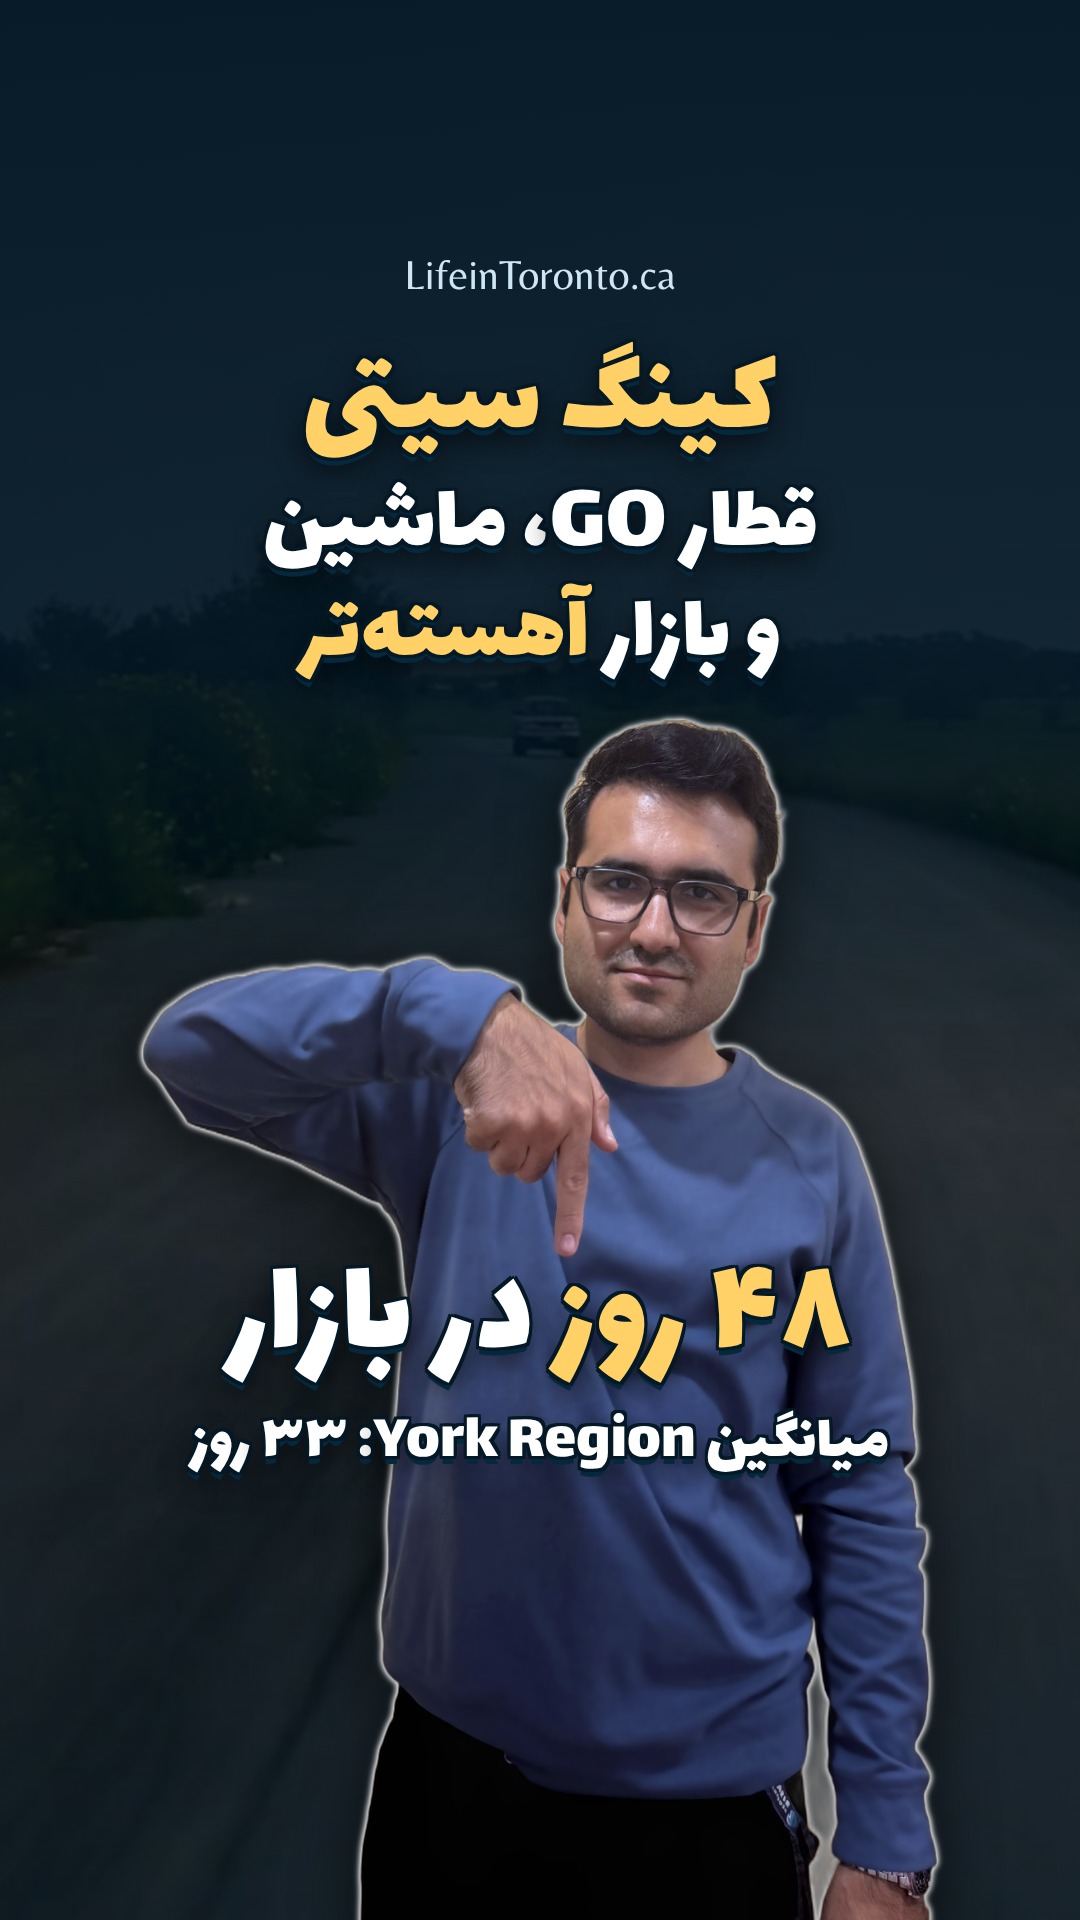 LifeinToronto.ca
کینگ سیتی
قطار GO، ماشین
و بازار آهسته‌تر
۴۸ روز در بازار
میانگین York Region: ۳۳ روز